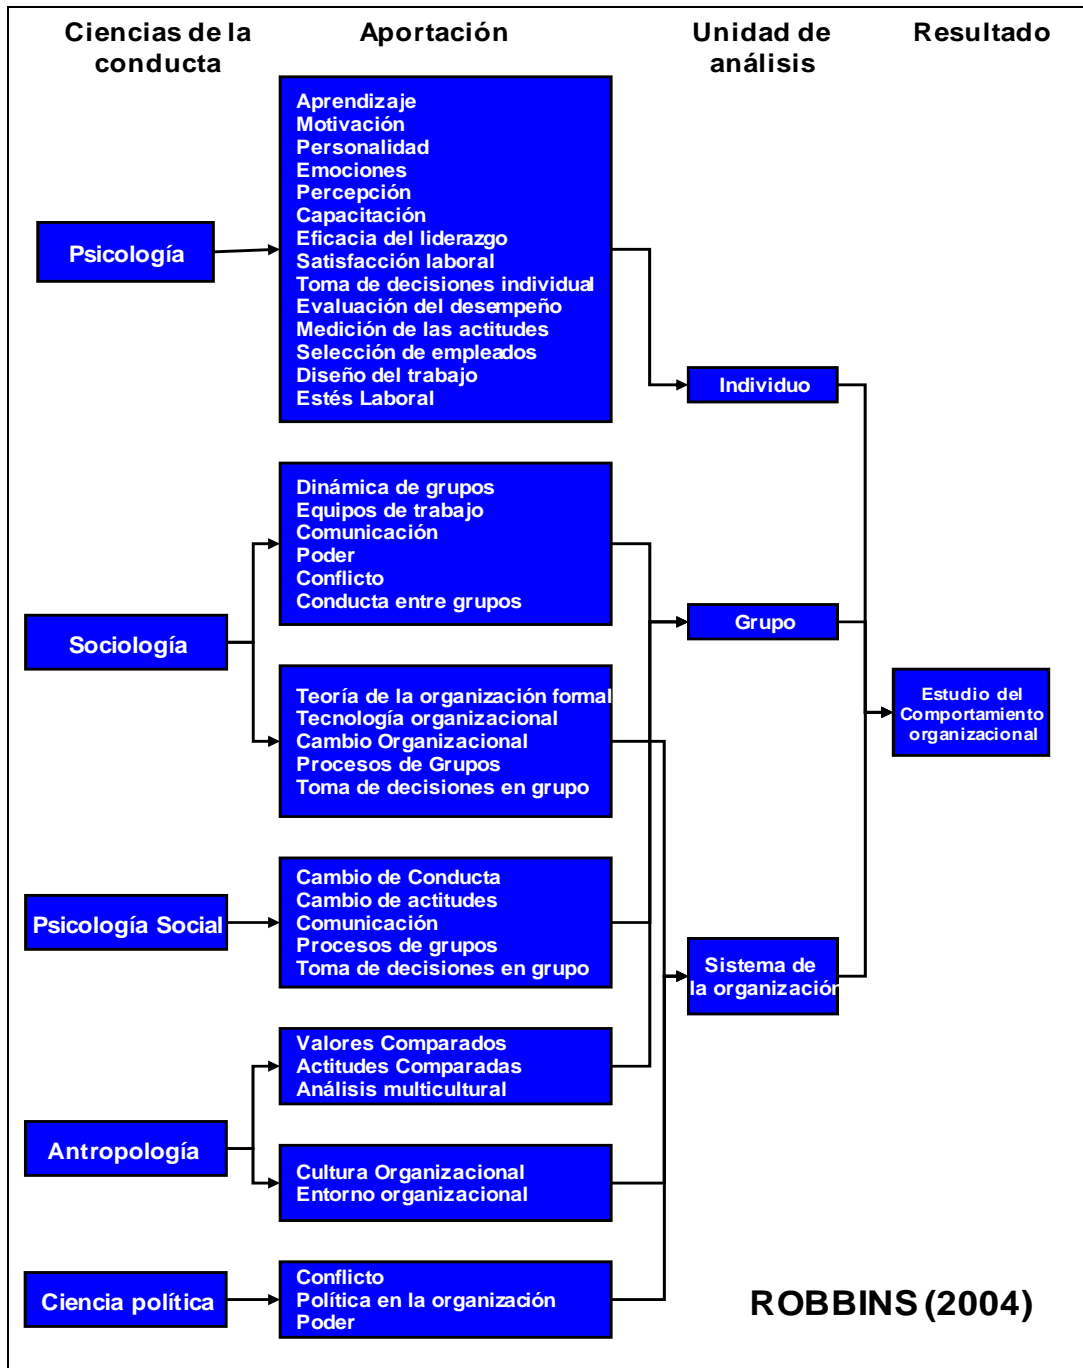 Ciencias de la
conducta
Aportación
Unidad de
análisis
Resultado
Psicología
Aprendizaje
Motivación
Personalidad
Emociones
Percepción
Capacitación
Eficacia del liderazgo
Satisfacción laboral
Toma de decisiones individual
Evaluación del desempeño
Medición de las actitudes
Selección de empleados
Diseño del trabajo
Estés Laboral
Individuo
Sociología
Dinámica de grupos
Equipos de trabajo
Comunicación
Poder
Conflicto
Conducta entre grupos
Grupo
Teoría de la organización formal
Tecnología organizacional
Cambio Organizacional
Procesos de Grupos
Toma de decisiones en grupo
Estudio del
Comportamiento
organizacional
Psicología Social
Cambio de Conducta
Cambio de actitudes
Comunicación
Procesos de grupos
Toma de decisiones en grupo
Sistema de
la organización
Antropología
Valores Comparados
Actitudes Comparadas
Análisis multicultural
Cultura Organizacional
Entorno organizacional
Ciencia política
Conflicto
Política en la organización
Poder
ROBBINS (2004)